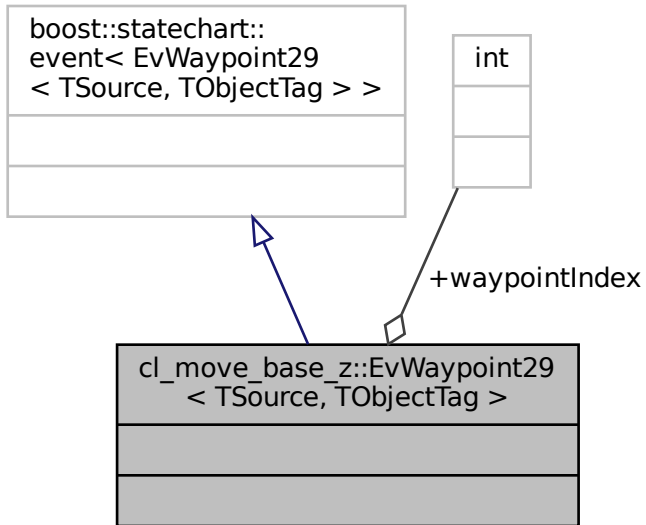 boost::statechart::
event< EvWaypoint29
< TSource, TObjectTag > >
int
+waypointIndex
cl_move_base_z::EvWaypoint29
< TSource, TObjectTag >